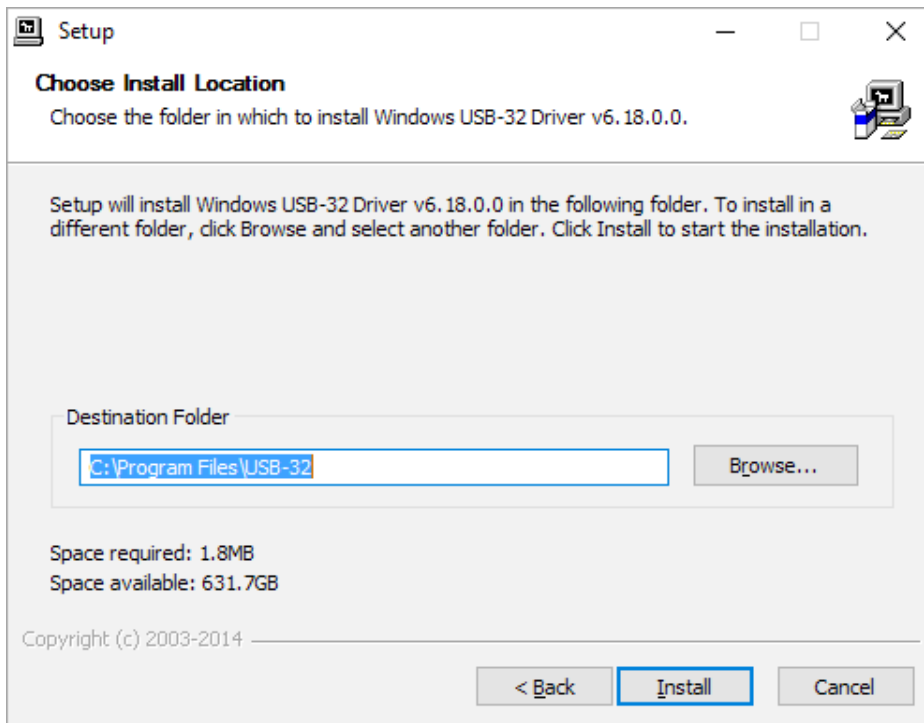 Setup
Choose Install Location
Choose the folder in which to install Windows USB-32 Driver v6.18.0.0.
Setup will install Windows USB-32 Driver v6.18.0.0 in the following folder. To install in a
different folder, click Browse and select another folder. Click Install to start the installation.
Destination Folder
C:\Program Files\USB-32
Browse...
Space required: 1.8MB
Space available: 631.7GB
Copyright (c) 2003-2014
< Back
Install
Cancel